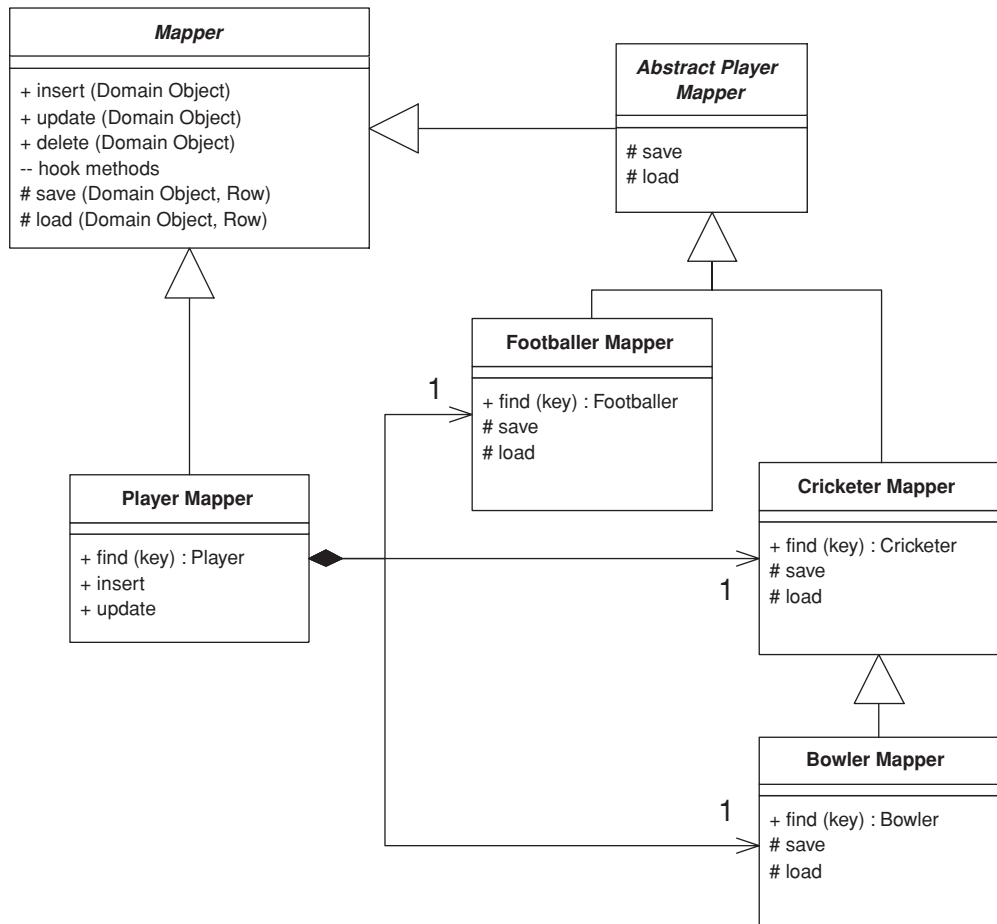 Mapper
+ insert (Domain Object)
+ update (Domain Object)
+ delete (Domain Object)
-- hook methods
# save (Domain Object, Row)
# load (Domain Object, Row)
Abstract Player
Mapper
# save
# load
Footballer Mapper
+ find (key) : Footballer
# save
# load
1
Player Mapper
+ find (key) : Player
+ insert
+ update
Cricketer Mapper
+ find (key) : Cricketer
# save
# load
1
Bowler Mapper
+ find (key) : Bowler
# save
# load
1